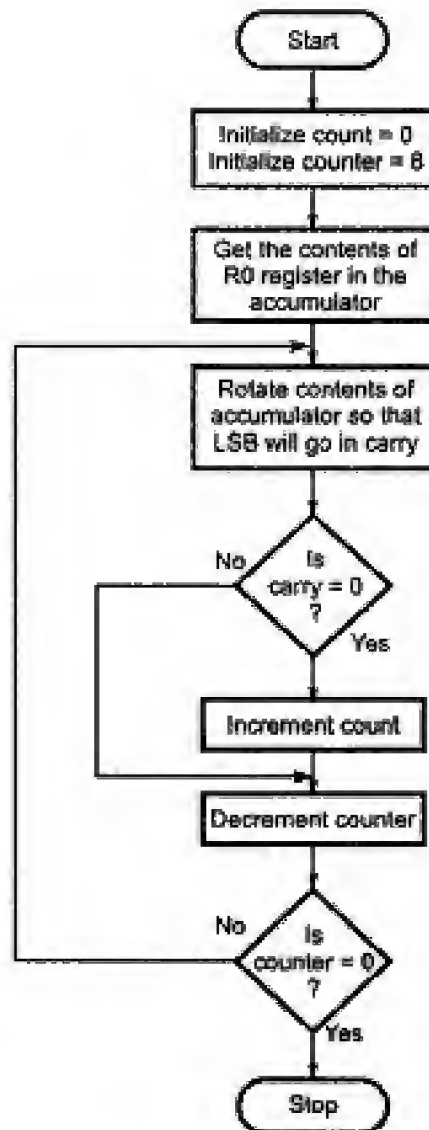 Start
Initialize count = 0
Initialize counter = 8
Get the contents of
R0 register in the
accumulator
Rotate contents of
accumulator so that
LSB will go in carry
No
Is
carry = 0
?
Yes
Increment count
Decrement counter
No
Is
counter = 0
?
Yes
Stop